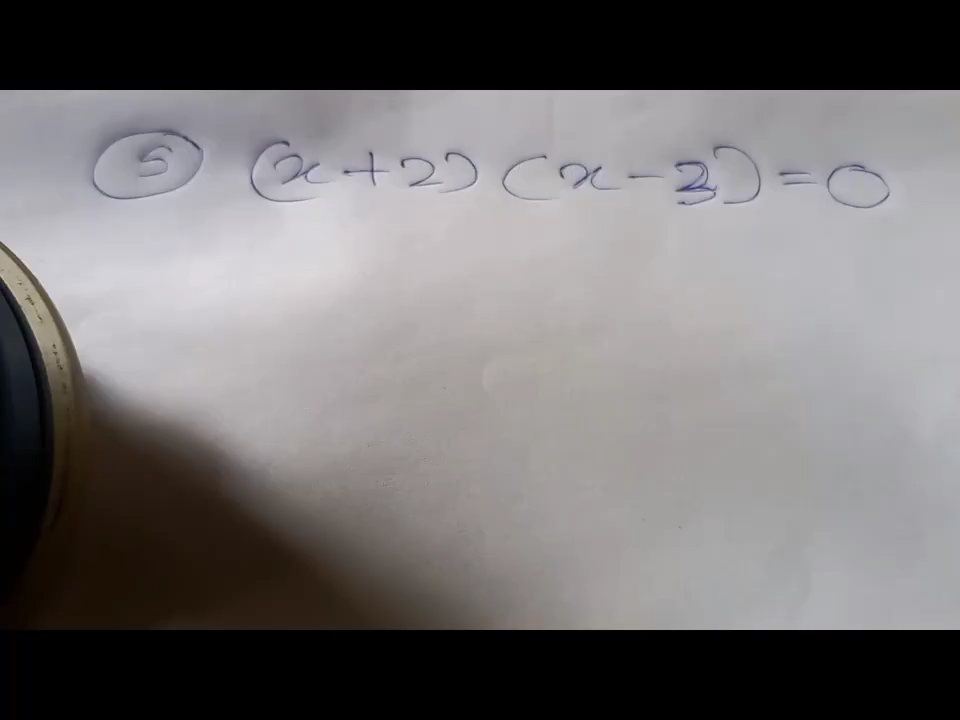 ⑤ (x+2)(x-3)=0